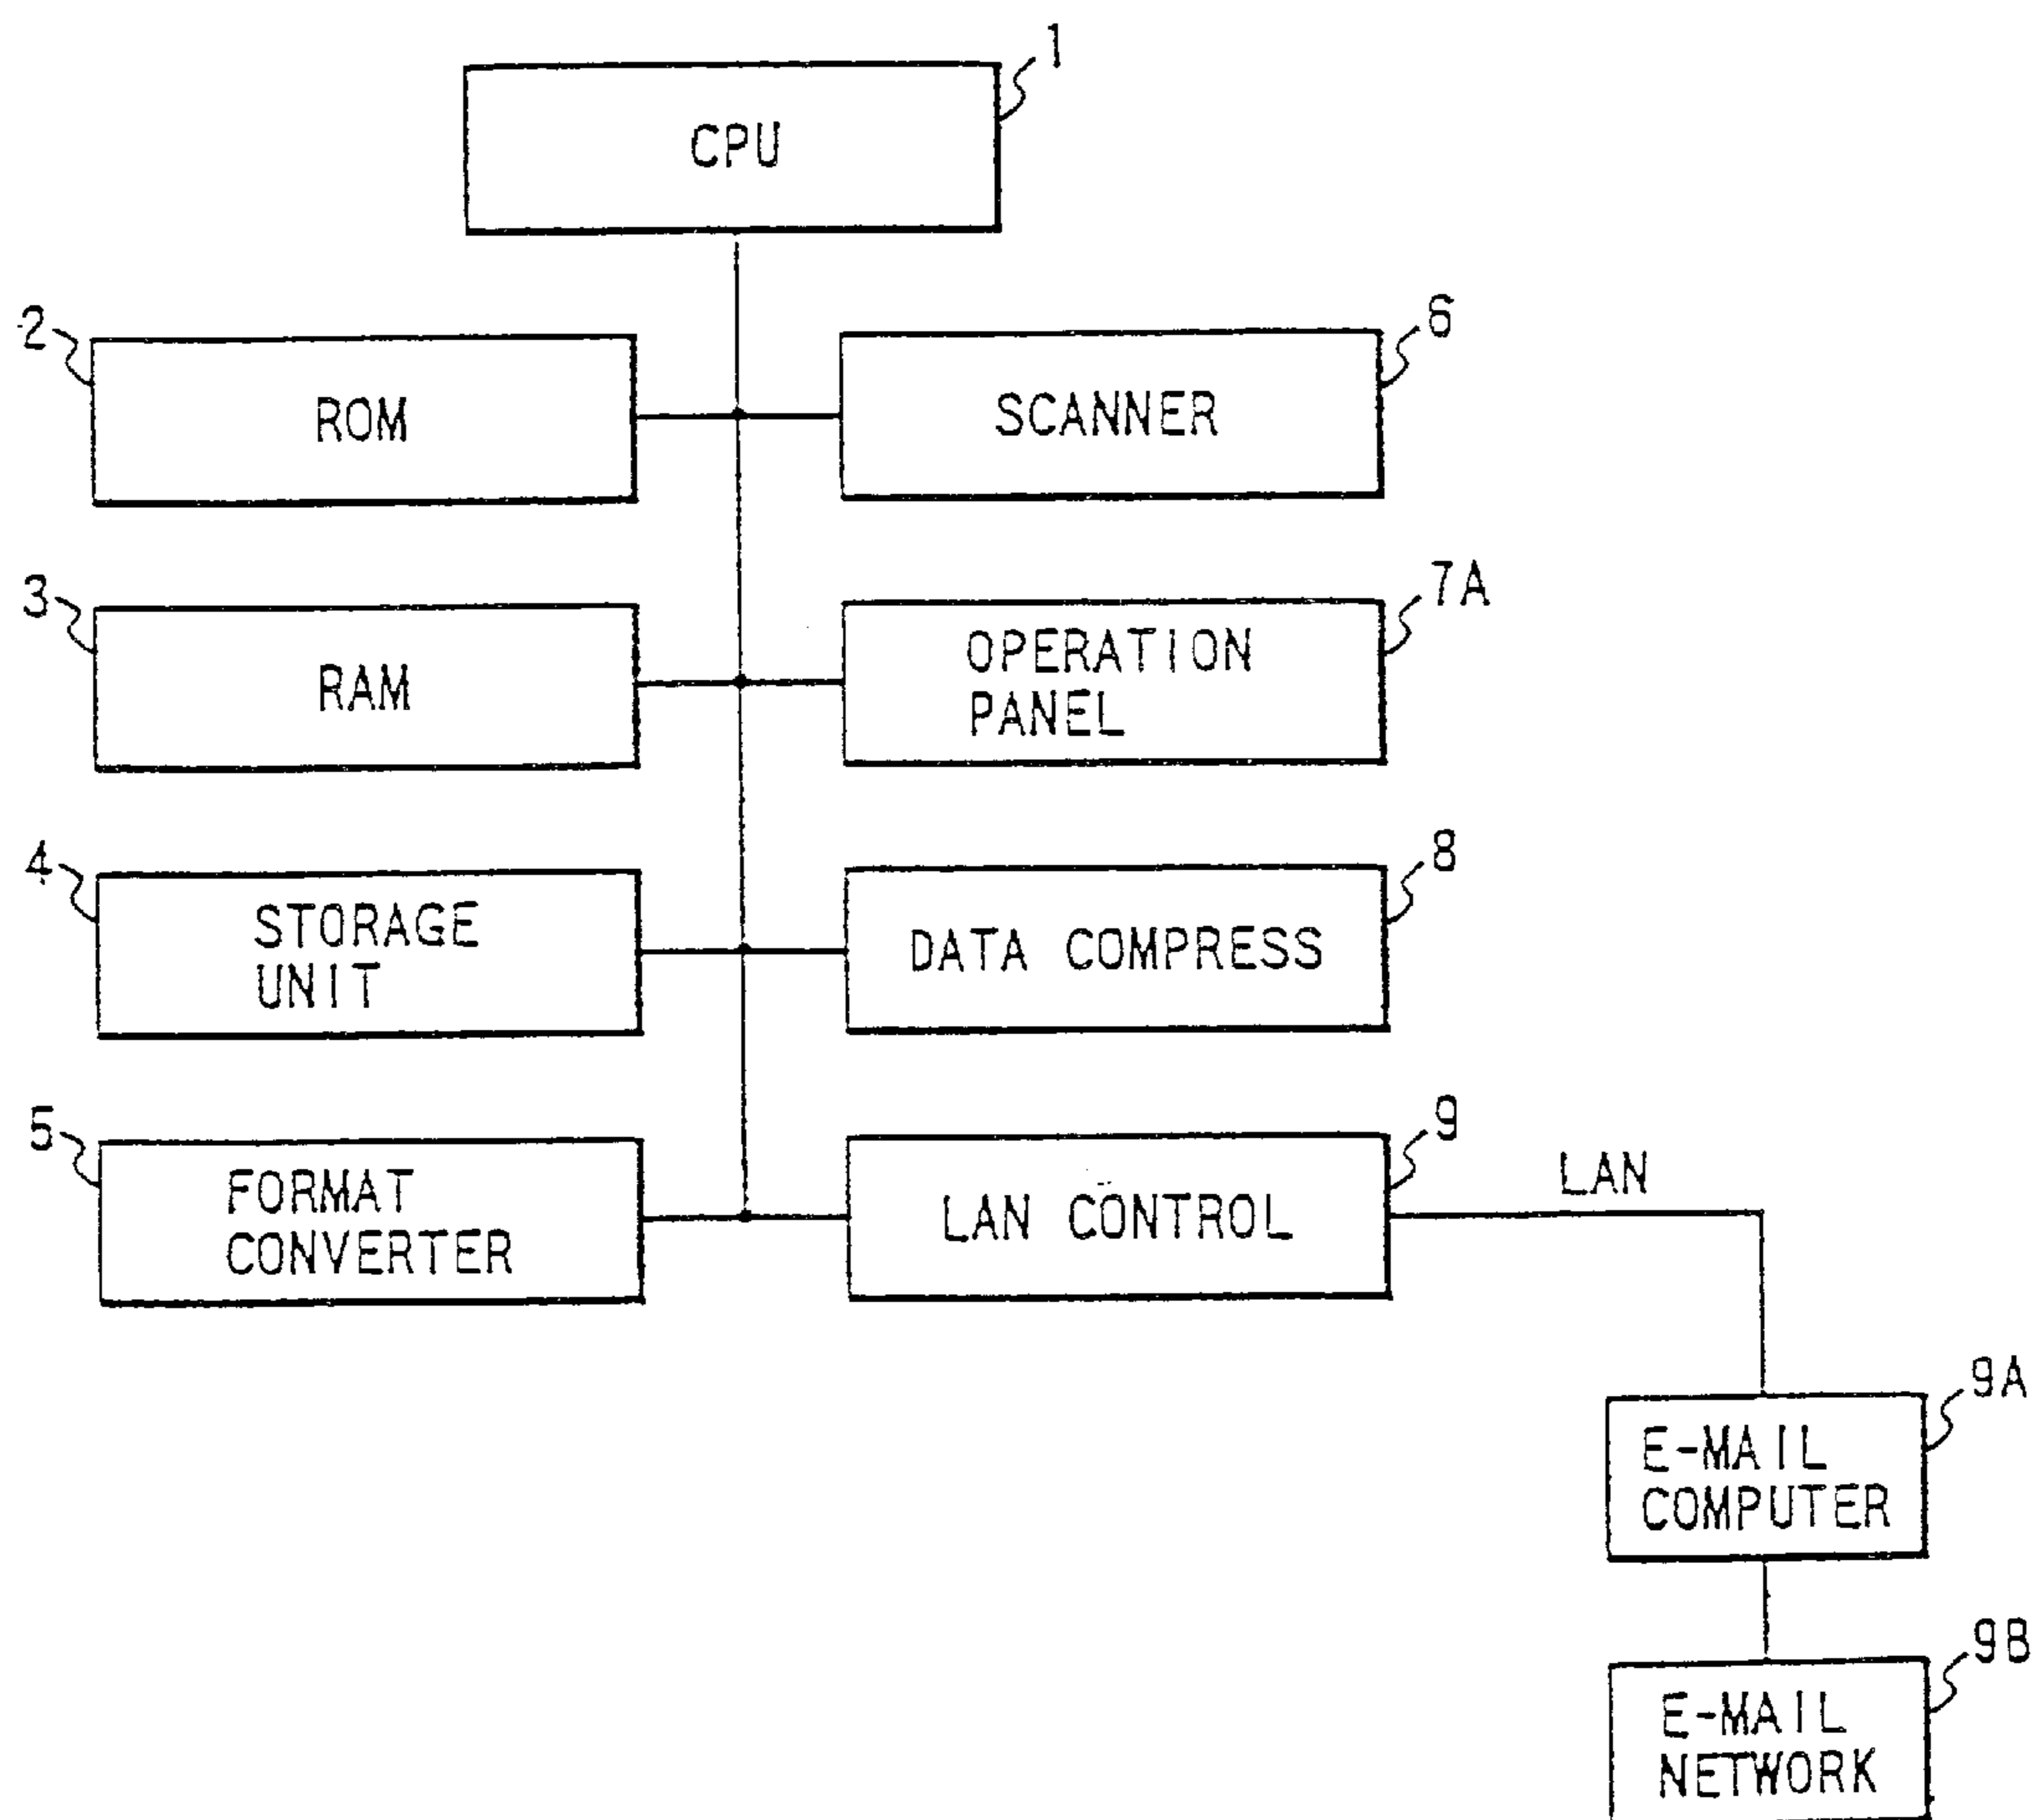 1
CPU
2
ROM
6
SCANNER
3
RAM
7A
OPERATION
PANEL
4
STORAGE
UNIT
8
DATA COMPRESS
5
FORMAT
CONVERTER
9
LAN CONTROL
LAN
9A
E-MAIL
COMPUTER
9B
E-MAIL
NETWORK